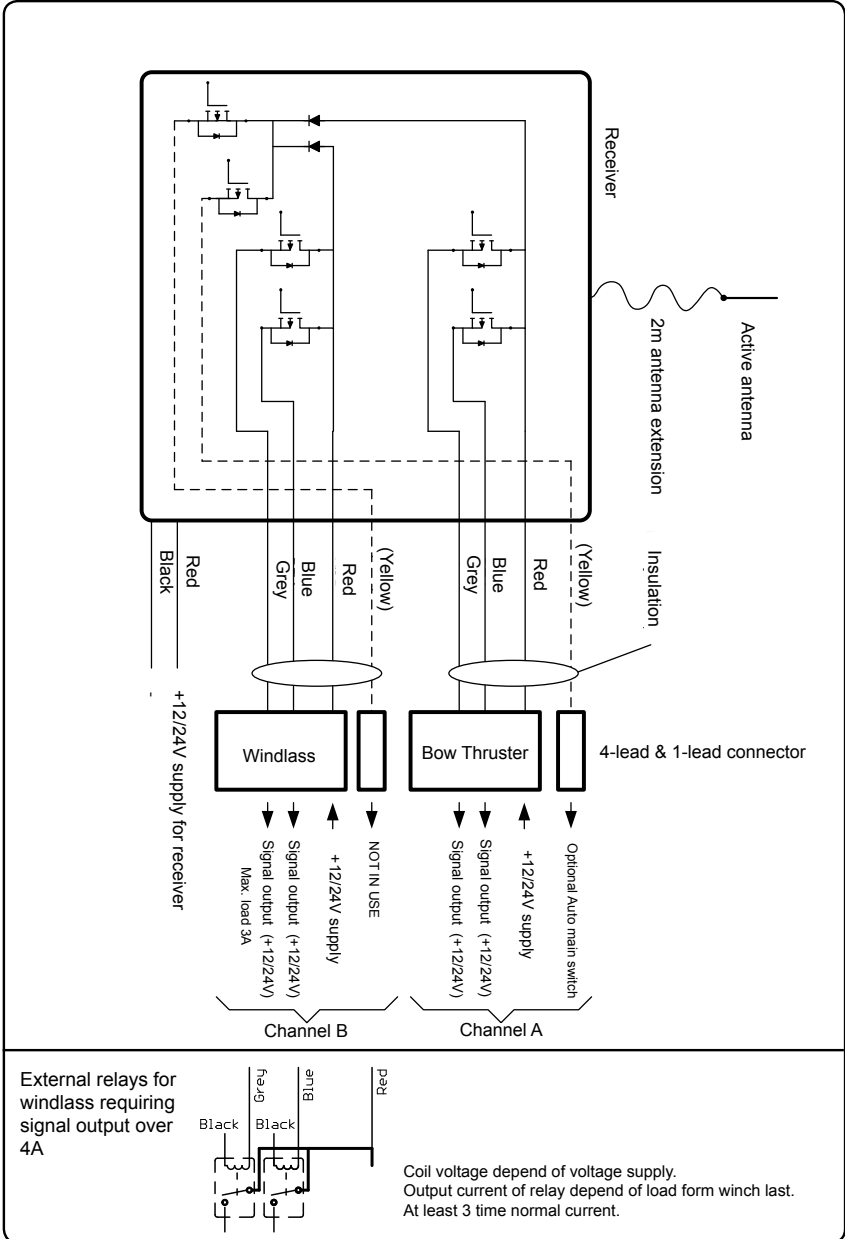 Receiver
Active antenna
2m antenna extension
Insulation
(Yellow)
Red
Blue
Grey
(Yellow)
Red
Blue
Grey
Red
Black
Windlass
Bow Thruster
4-lead & 1-lead connector
Optional Auto main switch
+12/24V supply
Signal output (+12/24V)
Signal output (+12/24V)
NOT IN USE
+12/24V supply
Signal output (+12/24V)
Signal output (+12/24V)
Max. load 3A
+12/24V supply for receiver
-
Channel B
Channel A
External relays for
windlass requiring
signal output over
4A
Grey
Blue
Red
Black
Black
Coil voltage depend of voltage supply.
Output current of relay depend of load form winch last.
At least 3 time normal current.